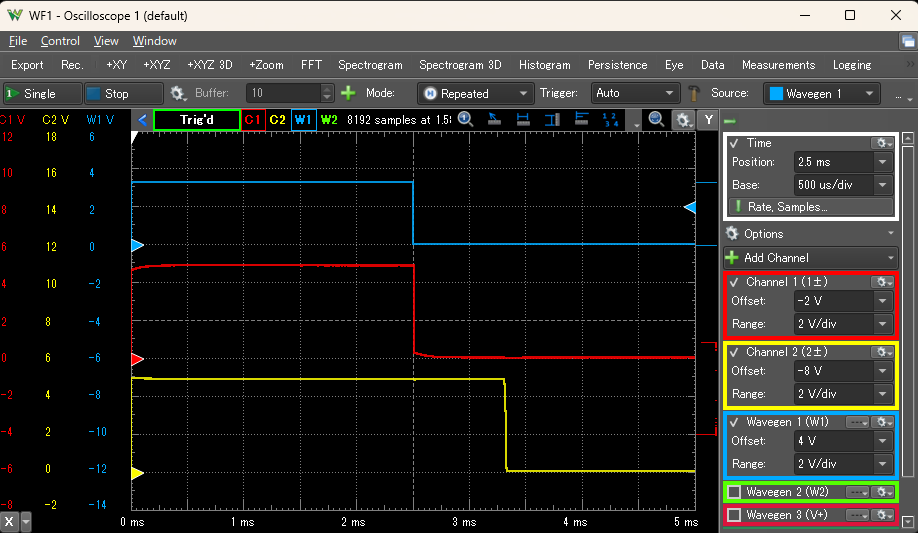 WF1 - Oscilloscope 1 (default)
File Control View Window
Export Rec. +XY +XYZ +XYZ 3D +Zoom FFT Spectrogram Spectrogram 3D Histogram Persistence Eye Data Measurements Logging
Single Stop Buffer: 10 Mode: Repeated Trigger: Auto Source: Wavegen 1 ...
C1 V C2 V W1 V Trig'd C1 C2 W1 W2 8192 samples at 1.5 Y
12 18 6
10 16 4
8 14 2
6 12 0
4 10 -2
2 8 -4
0 6 -6
-2 4 -8
-4 2 -10
-6 0 -12
-8 -2 -14
X 0 ms 1 ms 2 ms 3 ms 4 ms 5 ms
Time
Position: 2.5 ms
Base: 500 us/div
Rate, Samples...
Options
Add Channel
Channel 1 (1±)
Offset: -2 V
Range: 2 V/div
Channel 2 (2±)
Offset: -8 V
Range: 2 V/div
Wavegen 1 (W1)
Offset: 4 V
Range: 2 V/div
Wavegen 2 (W2)
Wavegen 3 (V+)